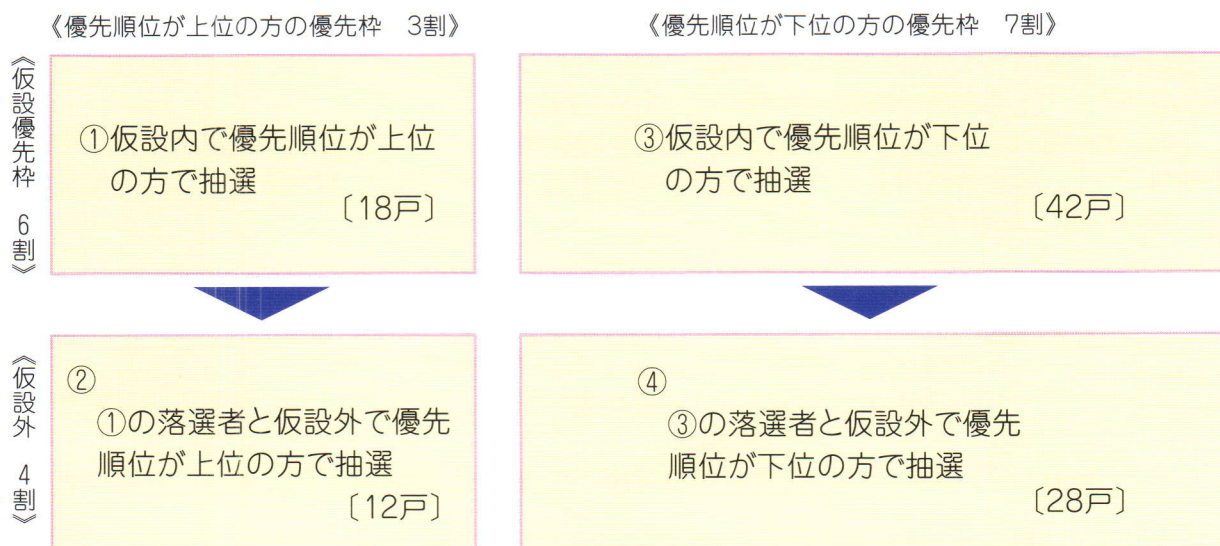 《優先順位が上位の方の優先枠　3割》
《優先順位が下位の方の優先枠　7割》
《仮設優先枠　6割》
①仮設内で優先順位が上位
の方で抽選
〔18戸〕
③仮設内で優先順位が下位
の方で抽選
〔42戸〕
《仮設外　4割》
②
①の落選者と仮設外で優先
順位が上位の方で抽選
〔12戸〕
④
③の落選者と仮設外で優先
順位が下位の方で抽選
〔28戸〕